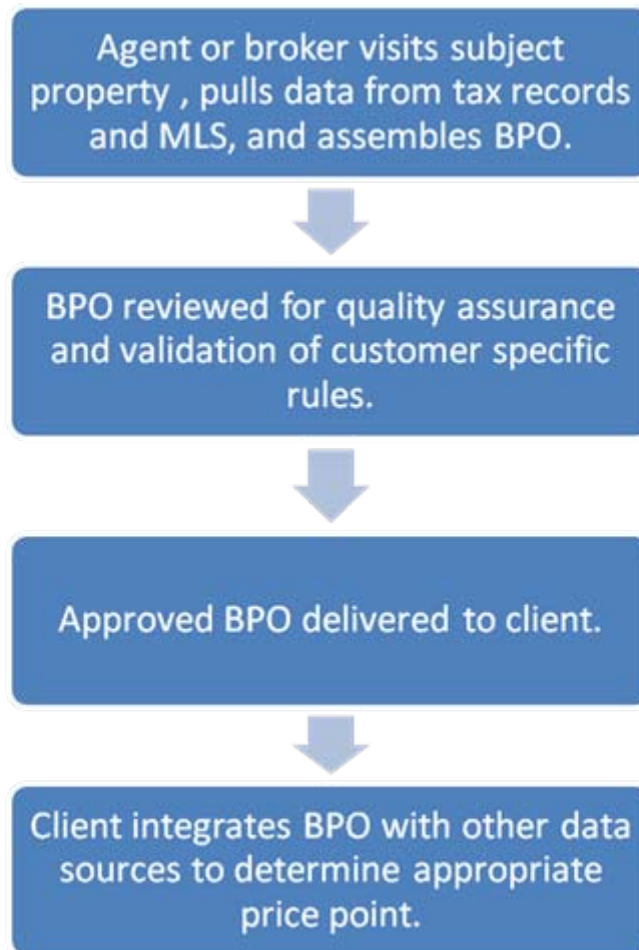 Agent or broker visits subject
property , pulls data from tax records
and MLS, and assembles BPO.
BPO reviewed for quality assurance
and validation of customer specific
rules.
Approved BPO delivered to client.
Client integrates BPO with other data
sources to determine appropriate
price point.